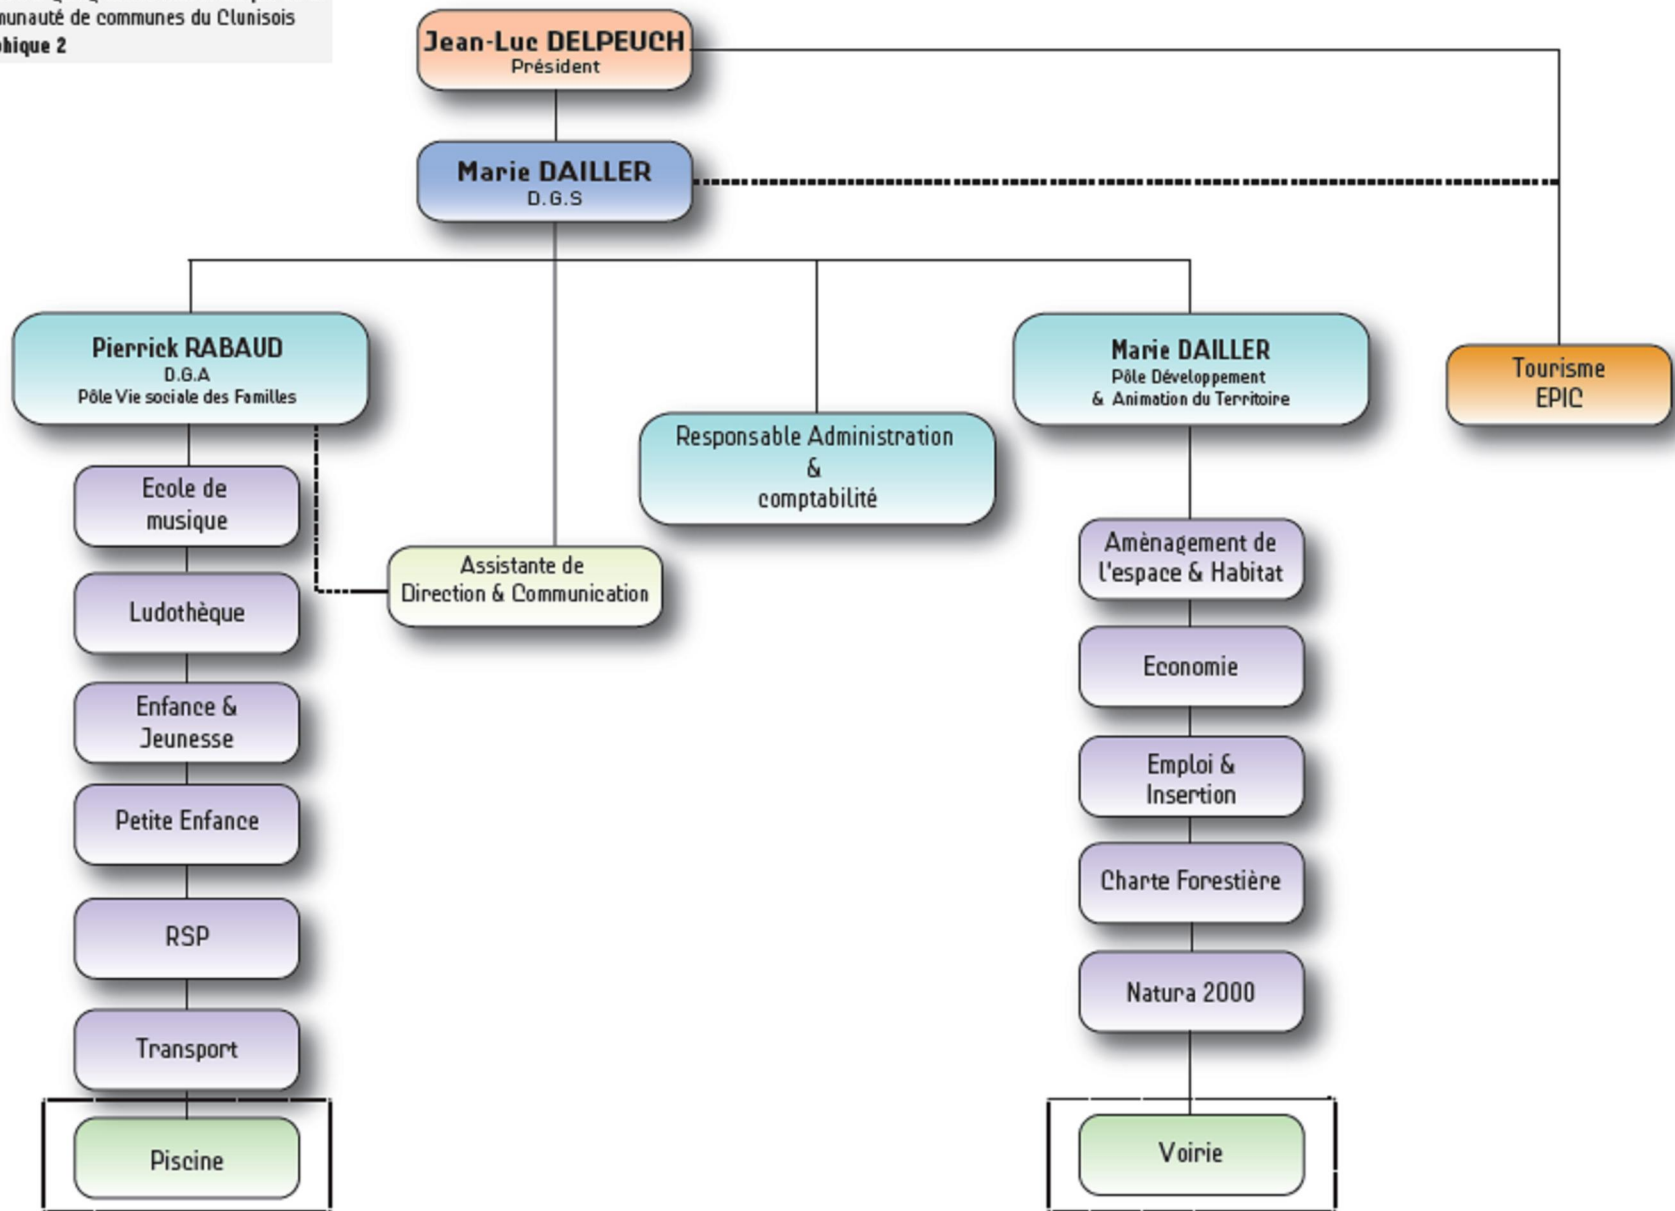 munauté de communes du Clunisois
hique 2
Jean-Luc DELPEUCH
Président
Marie DAILLER
D.G.S
Pierrick RABAUD
D.G.A
Pôle Vie sociale des Familles
Marie DAILLER
Pôle Développement
& Animation du Territoire
Tourisme
EPIC
Responsable Administration
&
comptabilité
Ecole de
musique
Assistante de
Direction & Communication
Ludothèque
Enfance &
Jeunesse
Petite Enfance
RSP
Transport
Piscine
Amènagement de
l'espace & Habitat
Economie
Emploi &
Insertion
Charte Forestière
Natura 2000
Voirie